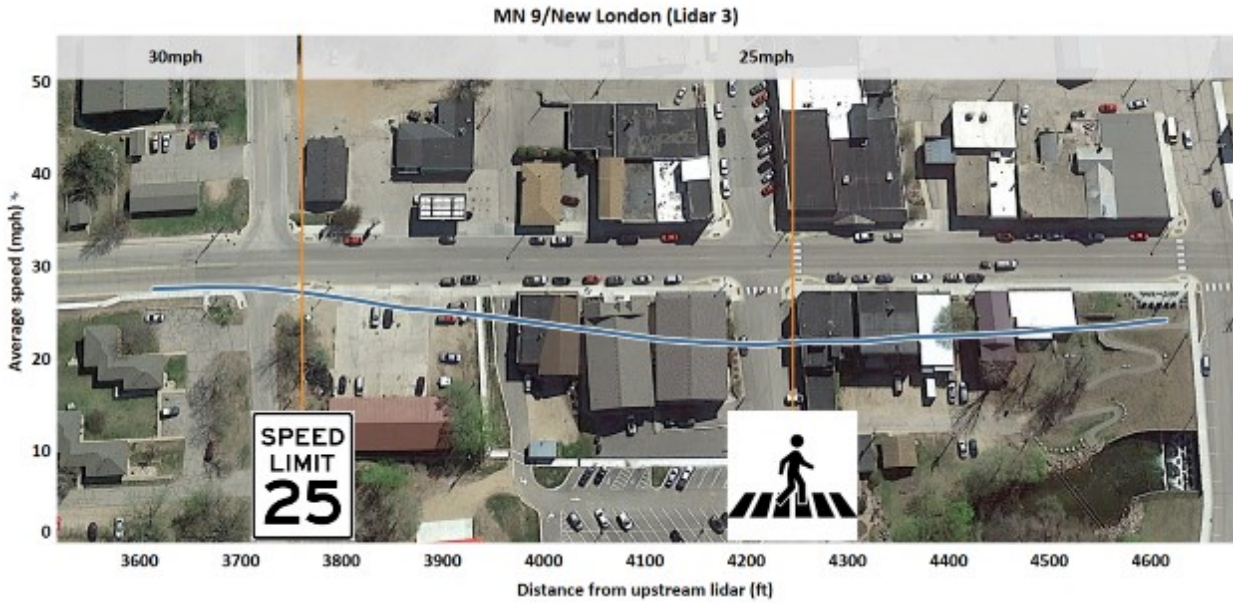 MN 9/New London (Lidar 3)
30mph
25mph
Average speed (mph)
50
40
30
20
10
0
SPEED
LIMIT
25
3600
3700
3800
3900
4000
4100
4200
4300
4400
4500
4600
Distance from upstream lidar (ft)